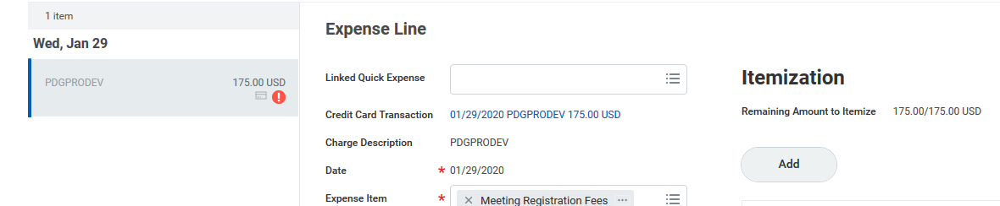 1 item
Wed, Jan 29
PDGPRODEV 175.00 USD
Expense Line
Linked Quick Expense
Credit Card Transaction 01/29/2020 PDGPRODEV 175.00 USD
Charge Description PDGPRODEV
Date * 01/29/2020
Expense Item * × Meeting Registration Fees ...
Itemization
Remaining Amount to Itemize 175.00/175.00 USD
Add